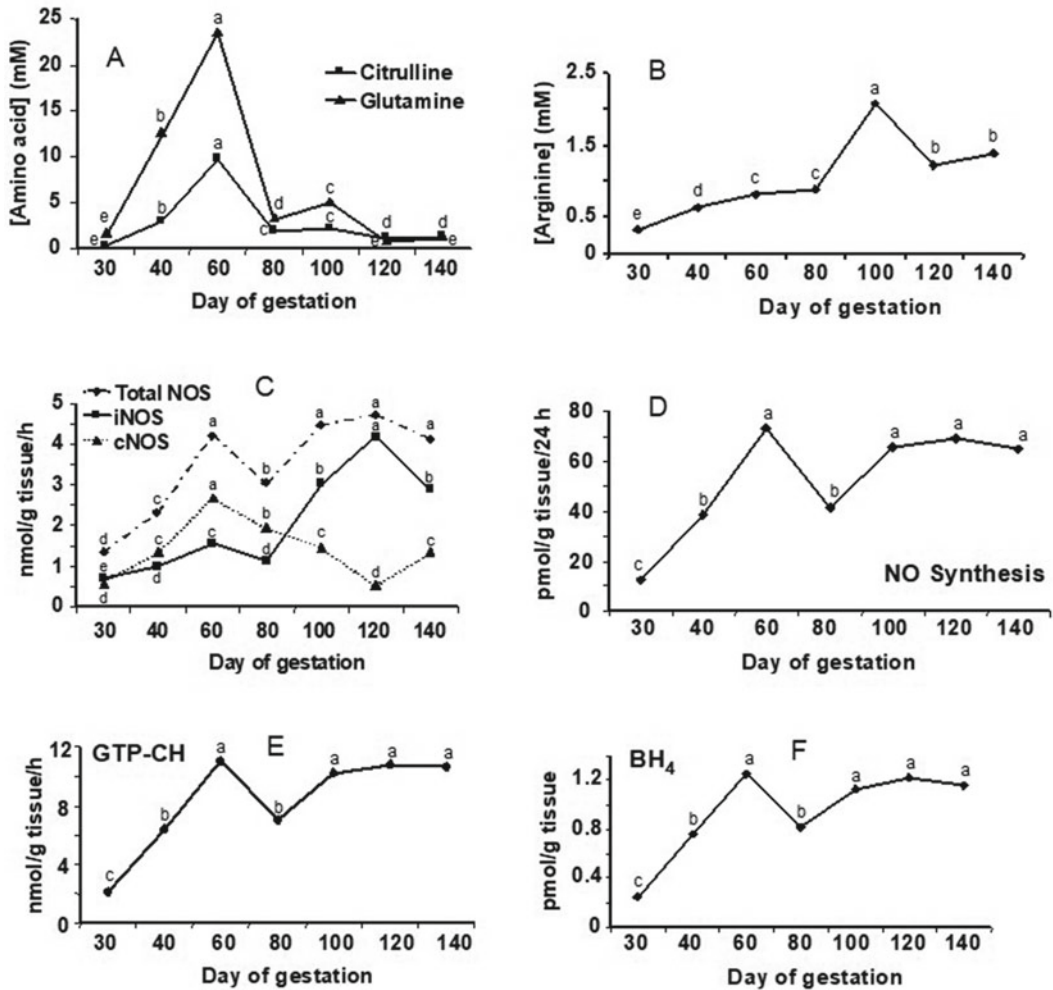 A
[Amino acid] (mM)
25
20
15
10
5
0
Citrulline
Glutamine
a
b
a
b
e
e
d
c
c
c
d
e
d
e
30 40 60 80 100 120 140
Day of gestation
B
[Arginine] (mM)
2.5
1.5
0.5
0
e
d
c
c
a
b
b
30 40 60 80 100 120 140
Day of gestation
C
Total NOS
iNOS
cNOS
nmol/g tissue/h
5
4
3
2
1
0
d
c
a
b
a
a
a
a
e
c
a
b
c
d
c
b
b
d
d
d
c
d
30 40 60 80 100 120 140
Day of gestation
D
pmol/g tissue/24 h
80
60
40
20
0
c
b
a
b
a
a
a
NO Synthesis
30 40 60 80 100 120 140
Day of gestation
GTP-CH
E
nmol/g tissue/h
12
8
4
0
c
b
a
b
a
a
a
30 40 60 80 100 120 140
Day of gestation
BH4
F
pmol/g tissue
1.2
0.8
0.4
0
c
b
a
b
a
a
a
30 40 60 80 100 120 140
Day of gestation